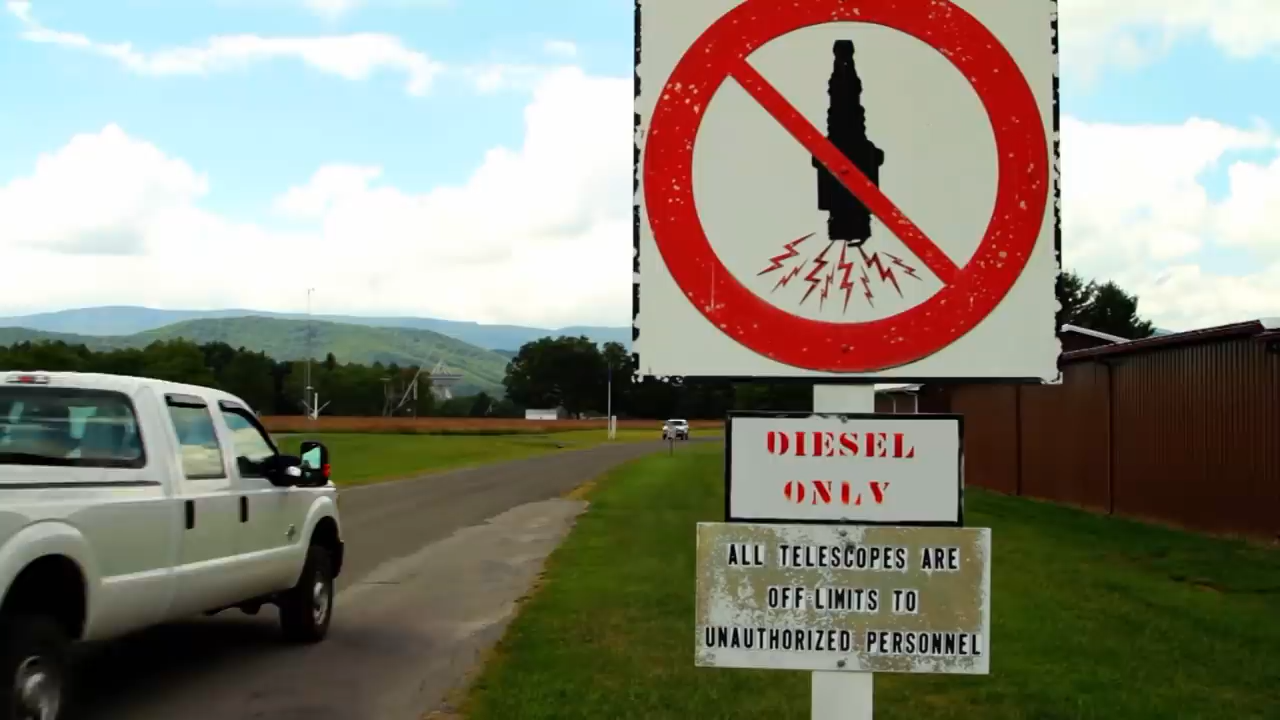 DIESEL
ONLY
ALL TELESCOPES ARE
OFF-LIMITS TO
UNAUTHORIZED PERSONNEL